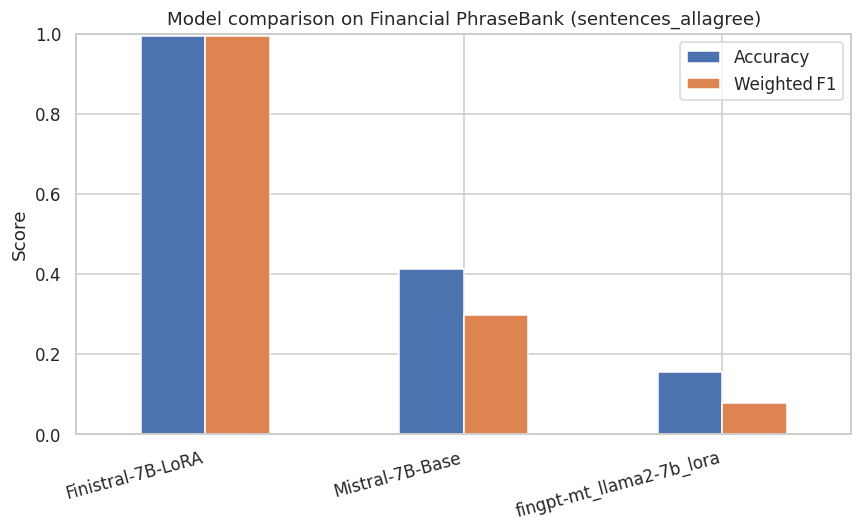 Model comparison on Financial PhraseBank (sentences_allagree)
Accuracy
Weighted F1
Score
1.0
0.8
0.6
0.4
0.2
0.0
Finistral-7B-LoRA
Mistral-7B-Base
fingpt-mt_llama2-7b_lora